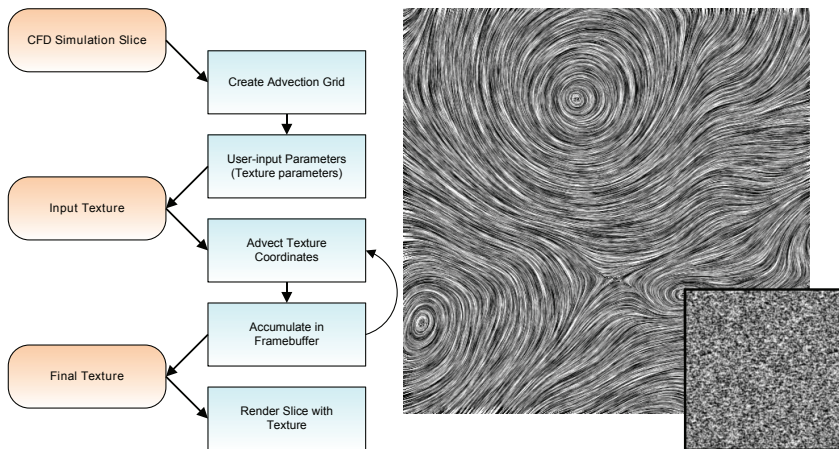 CFD Simulation Slice
Create Advection Grid
User-input Parameters
(Texture parameters)
Input Texture
Advect Texture
Coordinates
Accumulate in
Framebuffer
Final Texture
Render Slice with
Texture